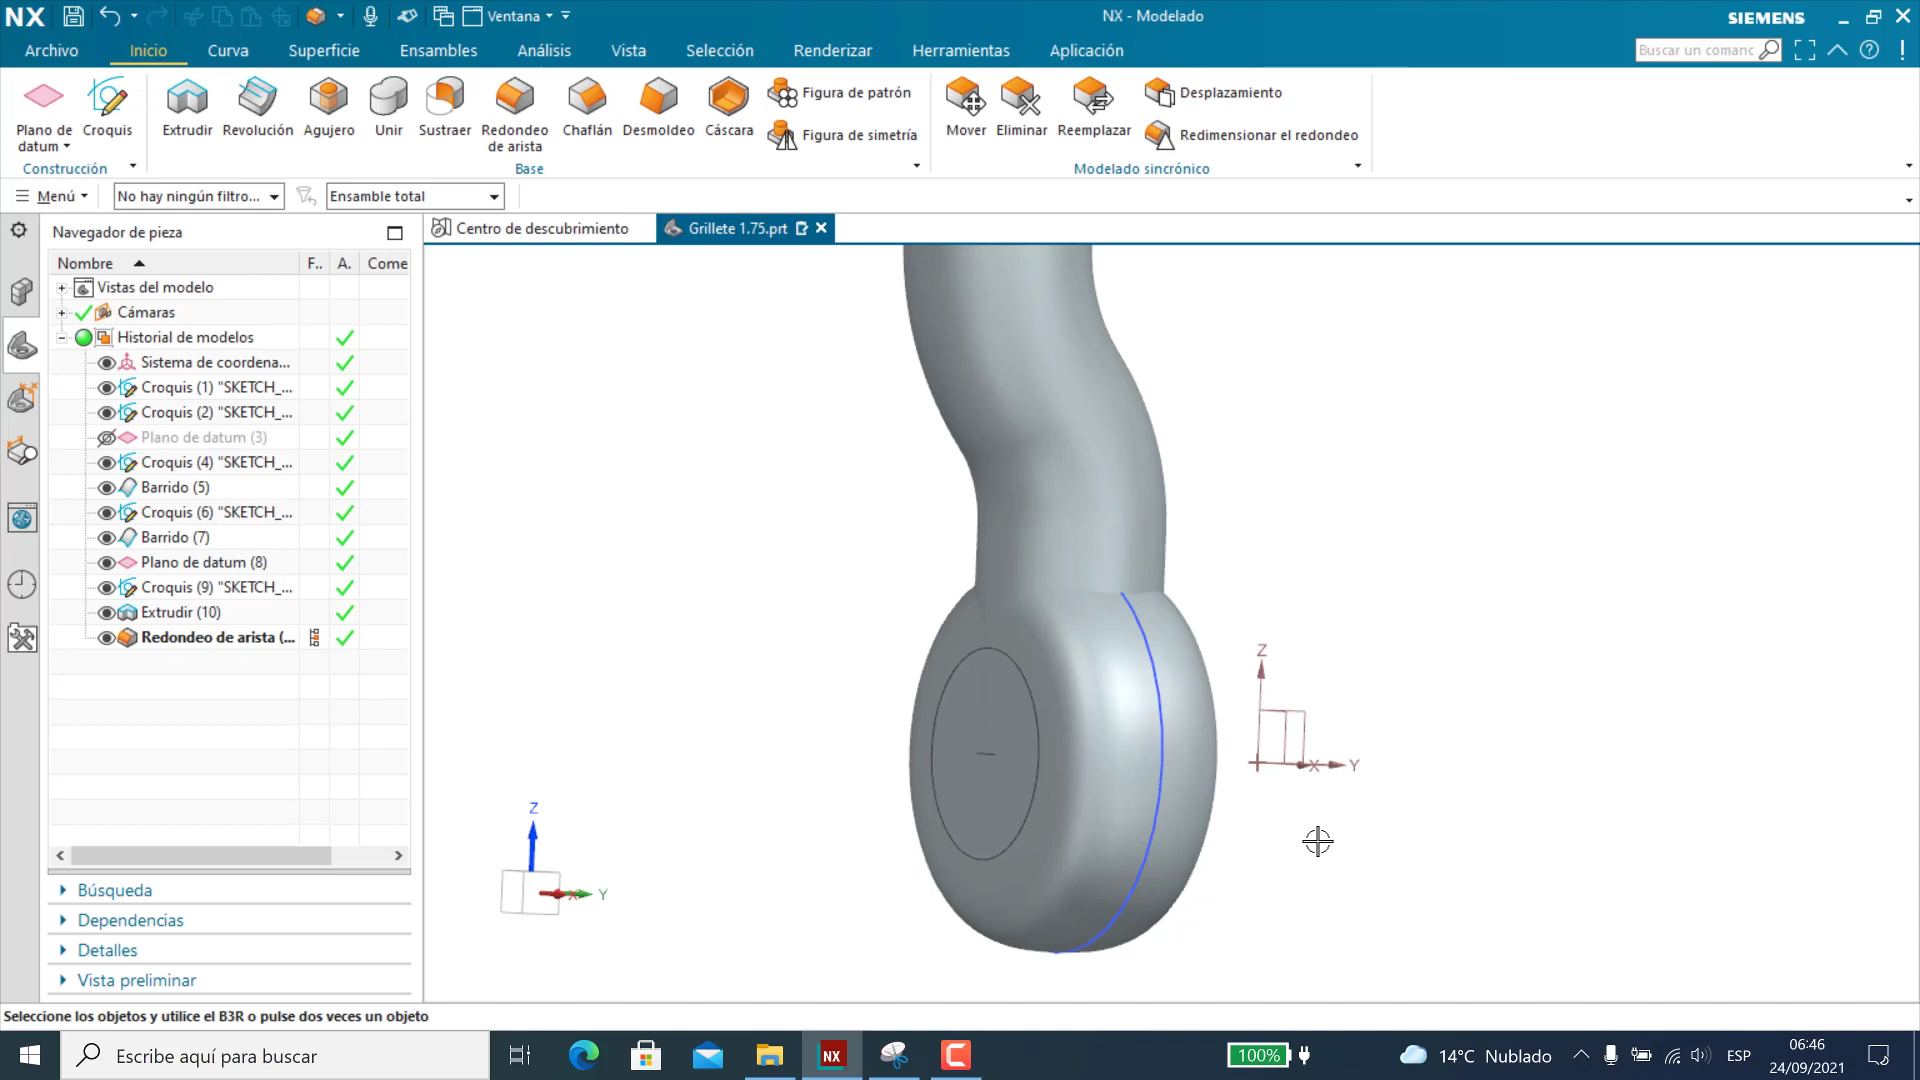 NX Ventana NX - Modelado SIEMENS
Archivo Inicio Curva Superficie Ensambles Análisis Vista Selección Renderizar Herramientas Aplicación Buscar un comanc
Plano de datum Croquis Extrudir Revolución Agujero Unir Sustraer Redondeo de arista Chaflán Desmoldeo Cáscara Figura de patrón Figura de simetría Mover Eliminar Reemplazar Desplazamiento Redimensionar el redondeo
Construcción Base Modelado sincrónico
Menú No hay ningún filtro... Ensamble total
Navegador de pieza Centro de descubrimiento Grillete 1.75.prt
Nombre F.. A. Come
Vistas del modelo
Cámaras
Historial de modelos
Sistema de coordena...
Croquis (1) "SKETCH_...
Croquis (2) "SKETCH_...
Plano de datum (3)
Croquis (4) "SKETCH_...
Barrido (5)
Croquis (6) "SKETCH_...
Barrido (7)
Plano de datum (8)
Croquis (9) "SKETCH_...
Extrudir (10)
Redondeo de arista (...
Z
X Y
Z
X Y
Búsqueda
Dependencias
Detalles
Vista preliminar
Seleccione los objetos y utilice el B3R o pulse dos veces un objeto
Escribe aquí para buscar NX 100% 14°C Nublado ESP 06:46
24/09/2021